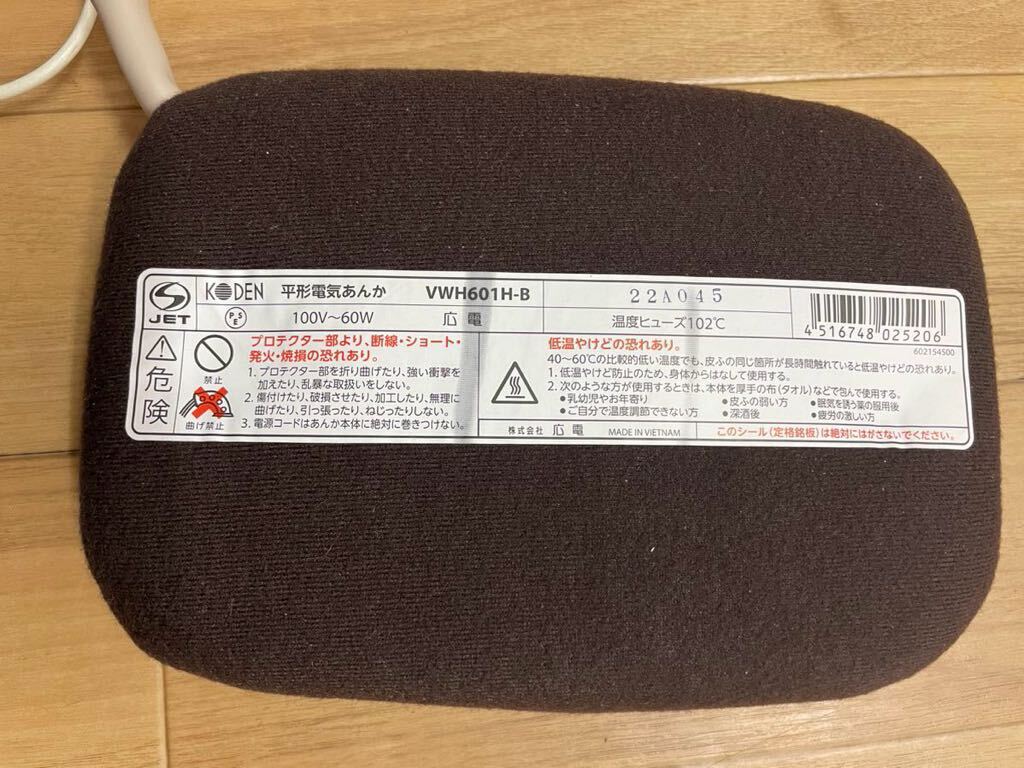 JET
KODEN 平形電気あんか VWH601H-B
PSE
100V～60W 広電
22A045
温度ヒューズ102℃
4 516748 025206
602154500
危険
禁止
曲げ禁止
プロテクター部より、断線・ショート・
発火・焼損の恐れあり。
1. プロテクター部を折り曲げたり、強い衝撃を
加えたり、乱暴な取扱いをしない。
2. 傷付けたり、破損させたり、加工したり、無理に
曲げたり、引っ張ったり、ねじったりしない。
3. 電源コードはあんか本体に絶対に巻きつけない。
低温やけどの恐れあり。
40～60℃の比較的低い温度でも、皮ふの同じ箇所が長時間触れていると低温やけどの恐れあり。
1. 低温やけど防止のため、身体からはなして使用する。
2. 次のような方が使用するときは、本体を厚手の布(タオル)などで包んで使用する。
●乳幼児やお年寄り ●皮ふの弱い方 ●眠気を誘う薬の服用後
●ご自分で温度調節できない方 ●深酒後 ●疲労の激しい方
株式会社 広電 MADE IN VIETNAM
このシール(定格銘板)は絶対にはがさないでください。